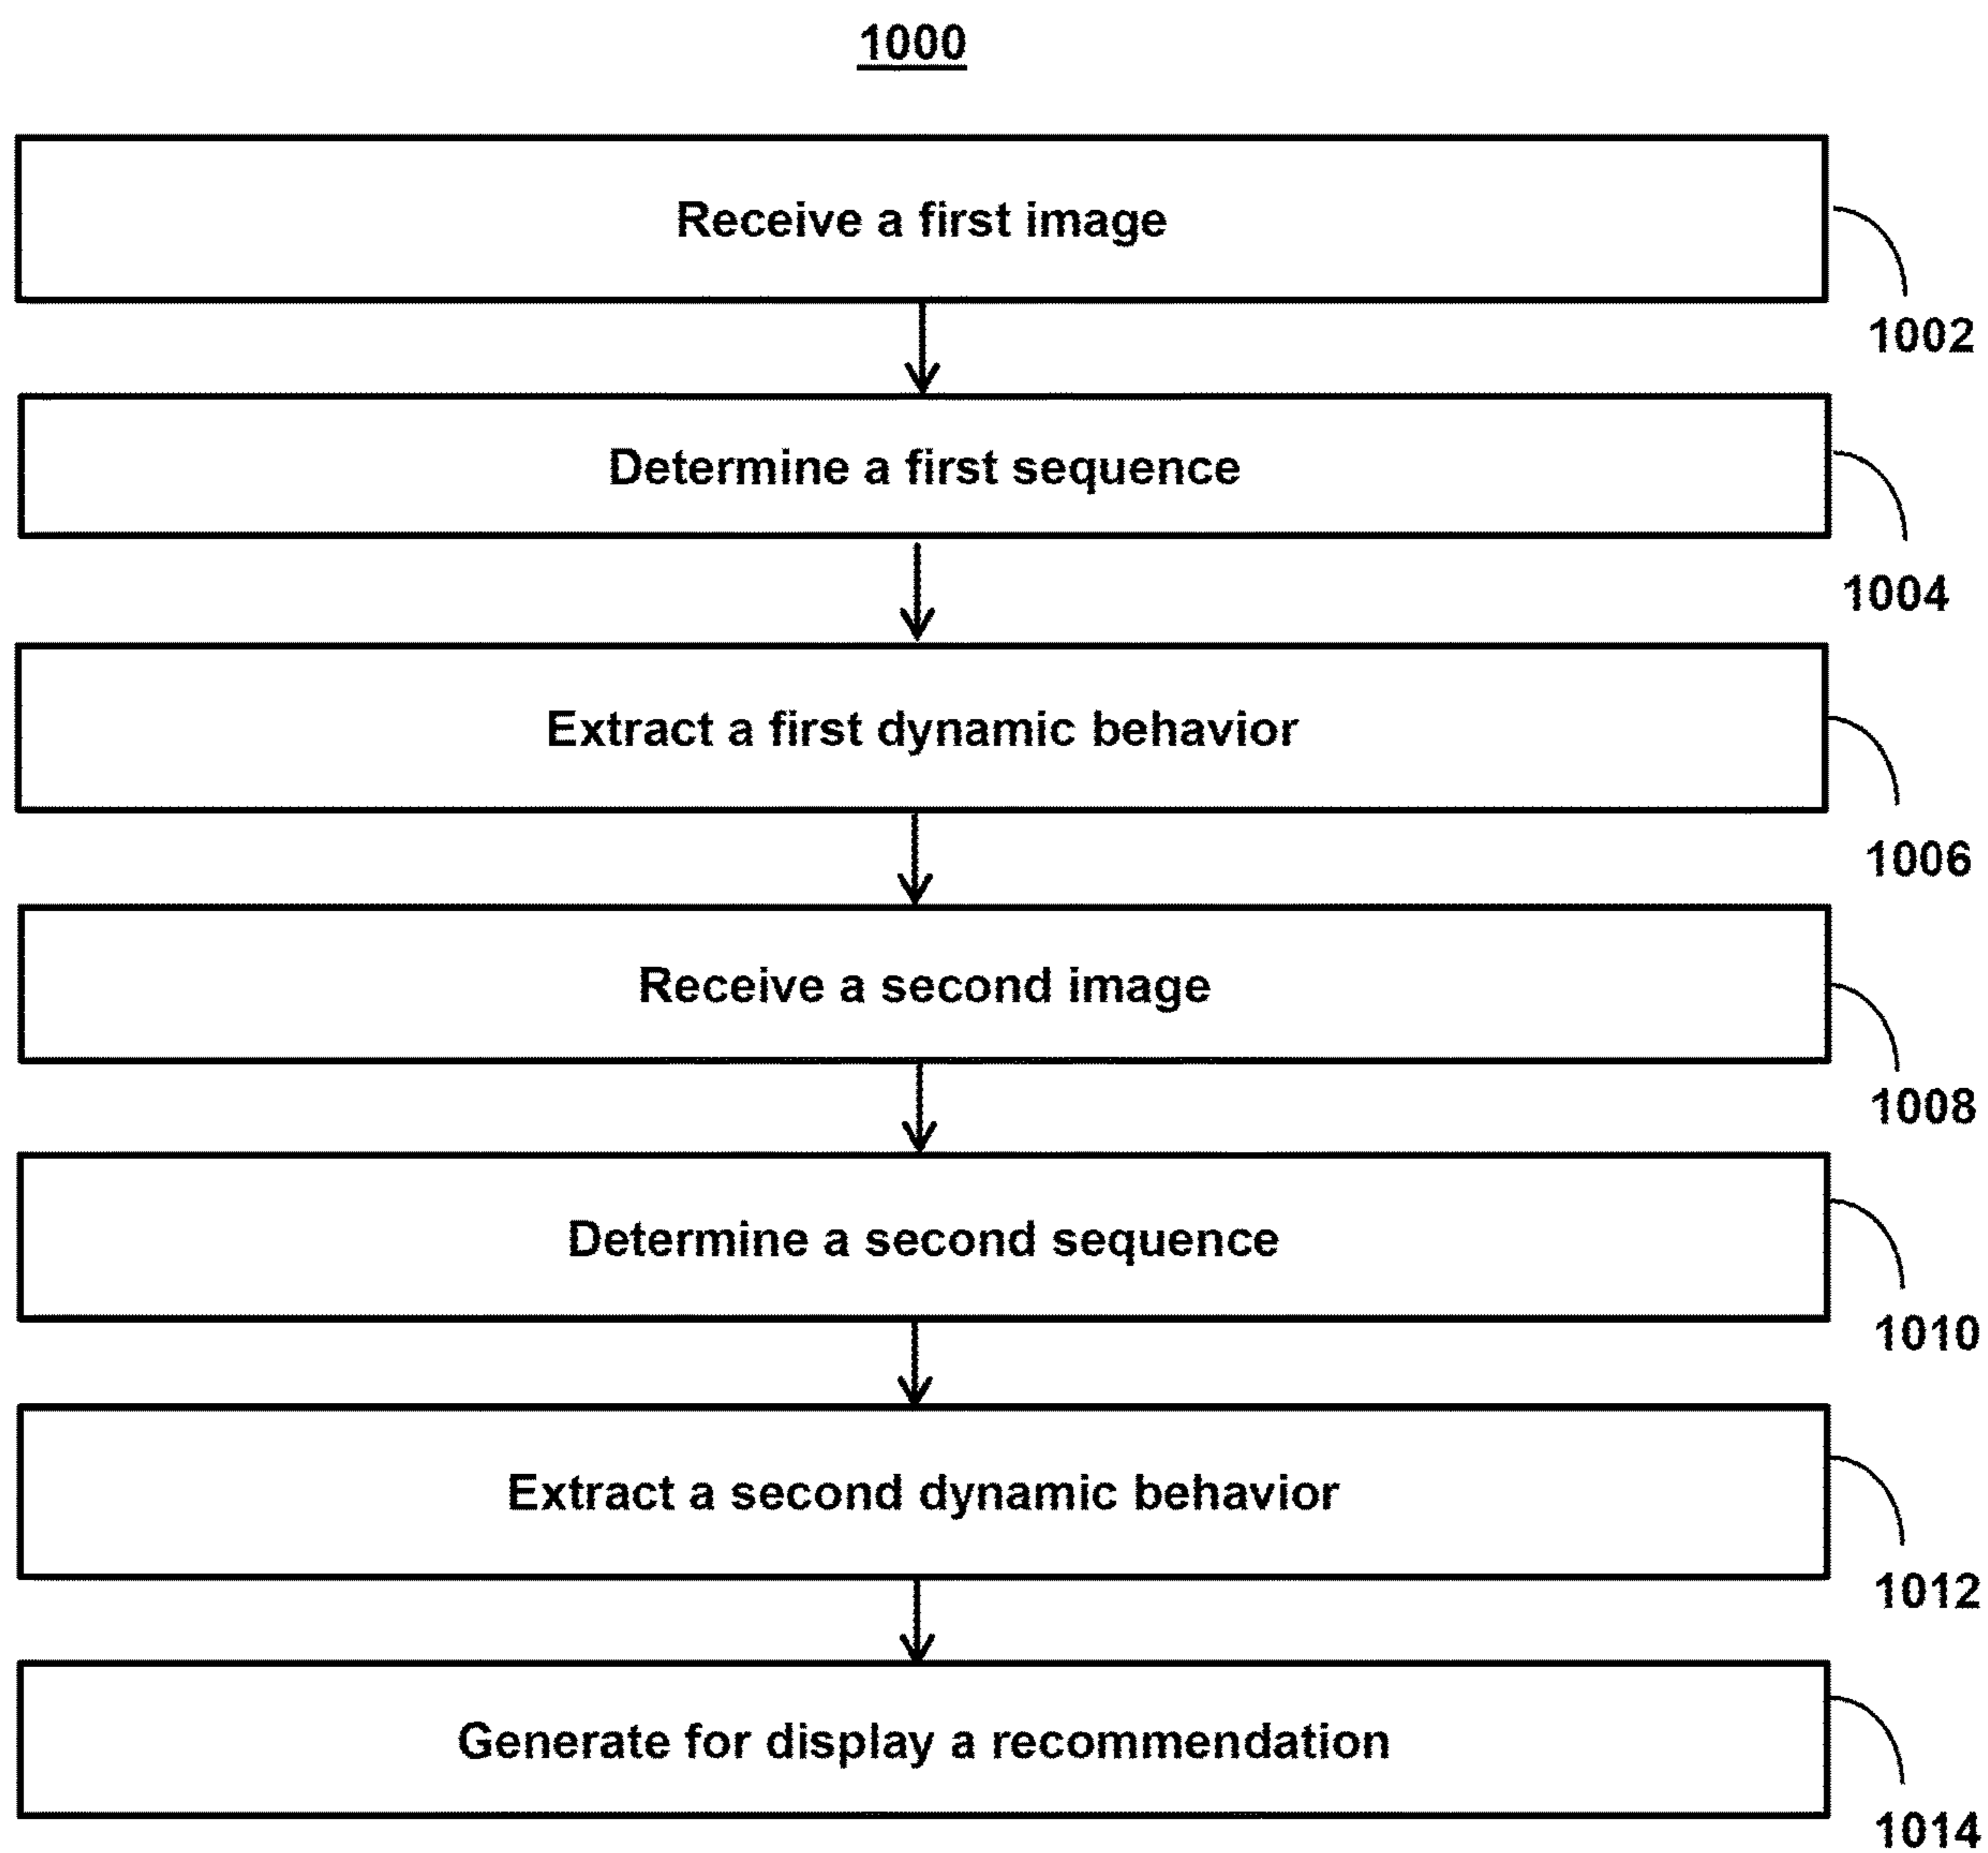 1000
Receive a first image
1002
Determine a first sequence
1004
Extract a first dynamic behavior
1006
Receive a second image
1008
Determine a second sequence
1010
Extract a second dynamic behavior
1012
Generate for display a recommendation
1014